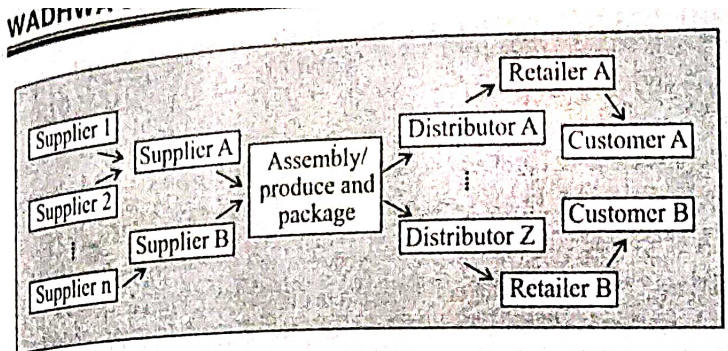 WADHWA
Supplier 1
Supplier 2
Supplier n
Supplier A
Supplier B
Assembly/
produce and
package
Distributor A
Distributor Z
Retailer A
Customer A
Customer B
Retailer B